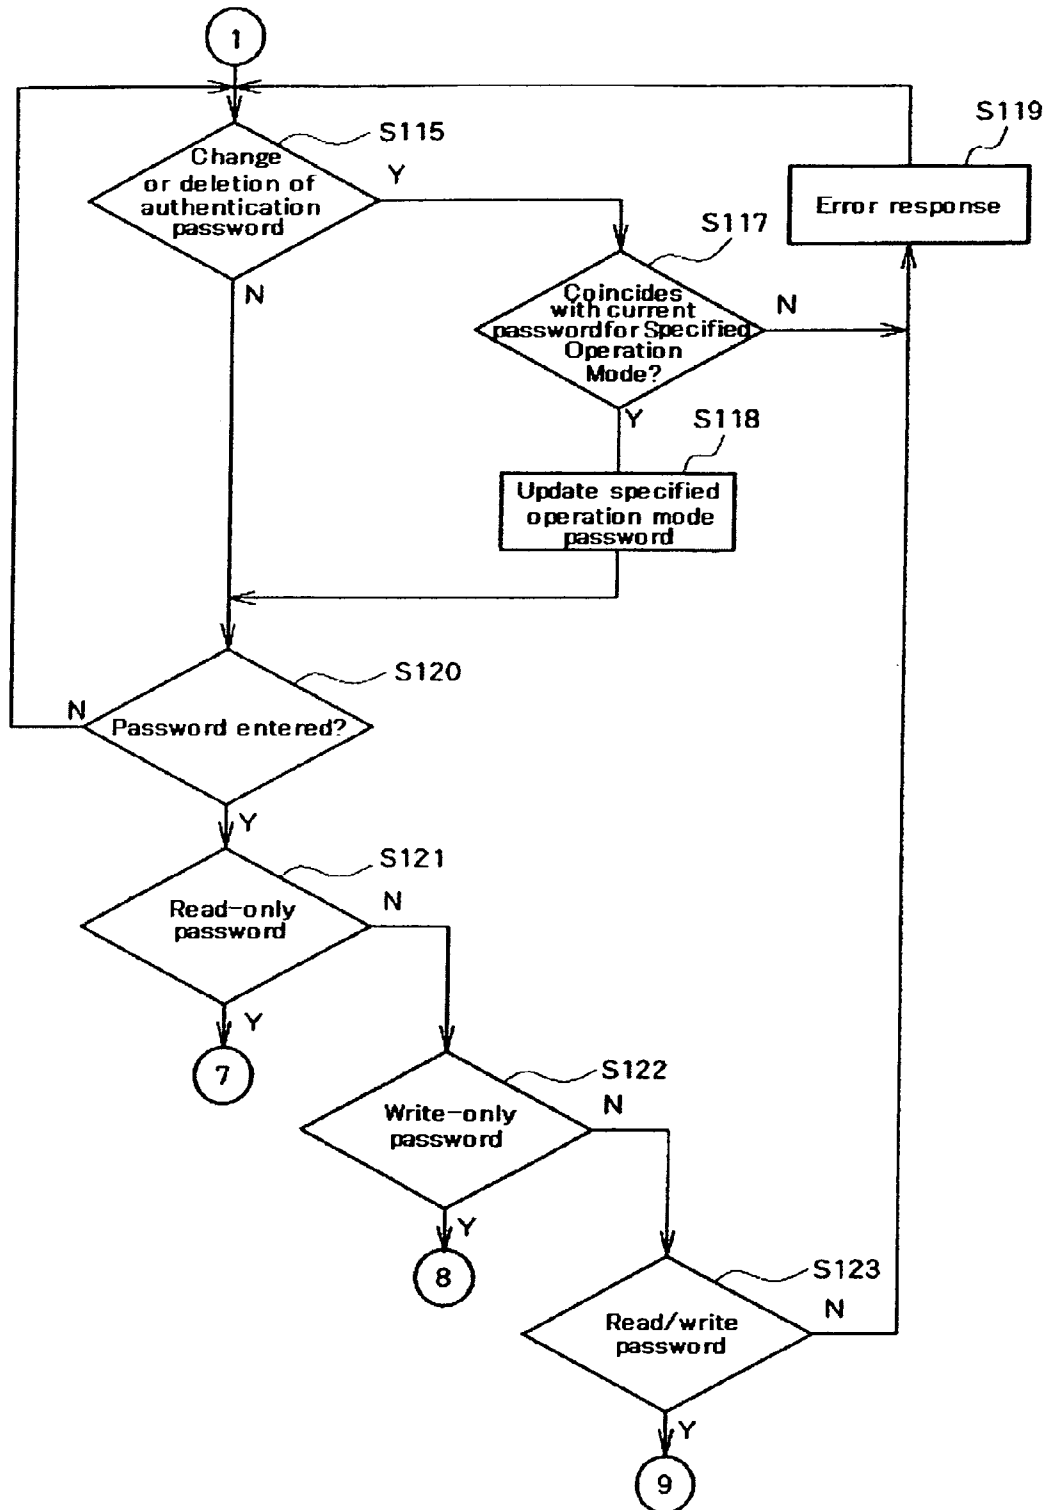 1
S115
Change
or deletion of
authentication
password
Y
N
S119
Error response
S117
Coincides
with current
password for Specified
Operation
Mode?
N
Y
S118
Update specified
operation mode
password
S120
Password entered?
N
Y
S121
Read-only
password
N
Y
7
S122
Write-only
password
N
Y
8
S123
Read/write
password
N
Y
9